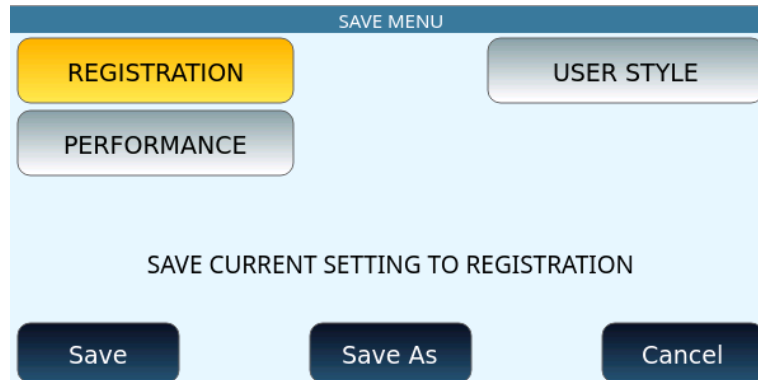 SAVE MENU
REGISTRATION
USER STYLE
PERFORMANCE
SAVE CURRENT SETTING TO REGISTRATION
Save
Save As
Cancel